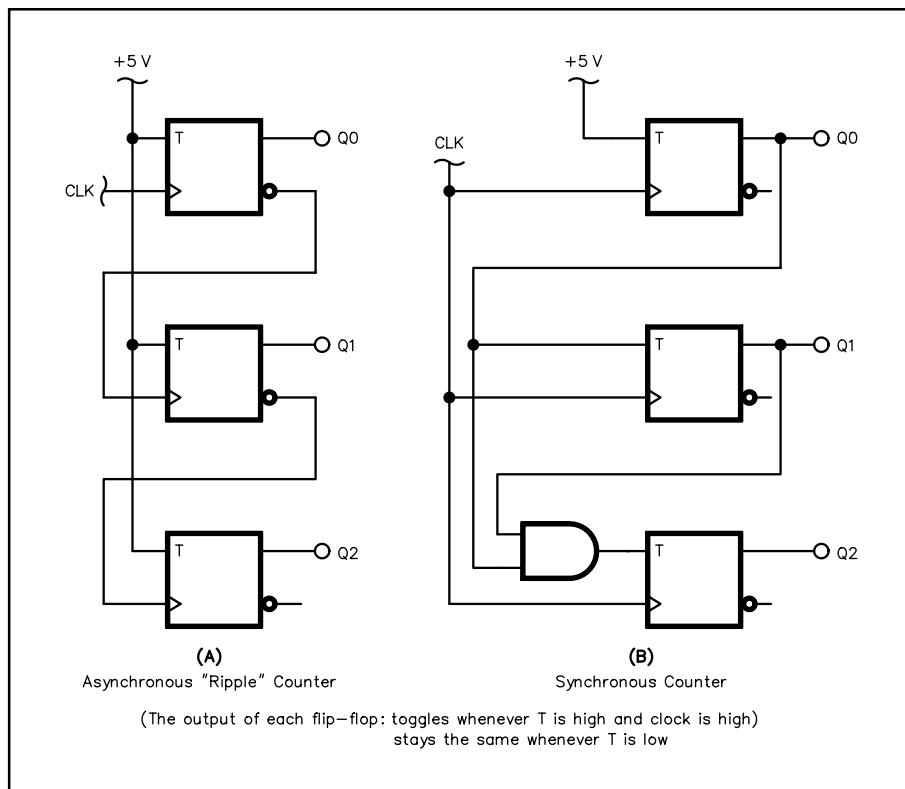 +5 V
T
Q0
CLK
T
Q1
T
Q2
(A)
Asynchronous "Ripple" Counter
+5 V
CLK
T
Q0
T
Q1
T
Q2
(B)
Synchronous Counter
(The output of each flip-flop: toggles whenever T is high and clock is high)
stays the same whenever T is low